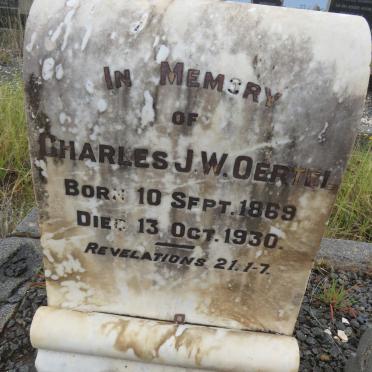 IN MEMORY
OF
CHARLES J.W. OERTEL
BORN 10 SEPT. 1869
DIED 13 OCT. 1930.
REVELATIONS. 21. 1-7.